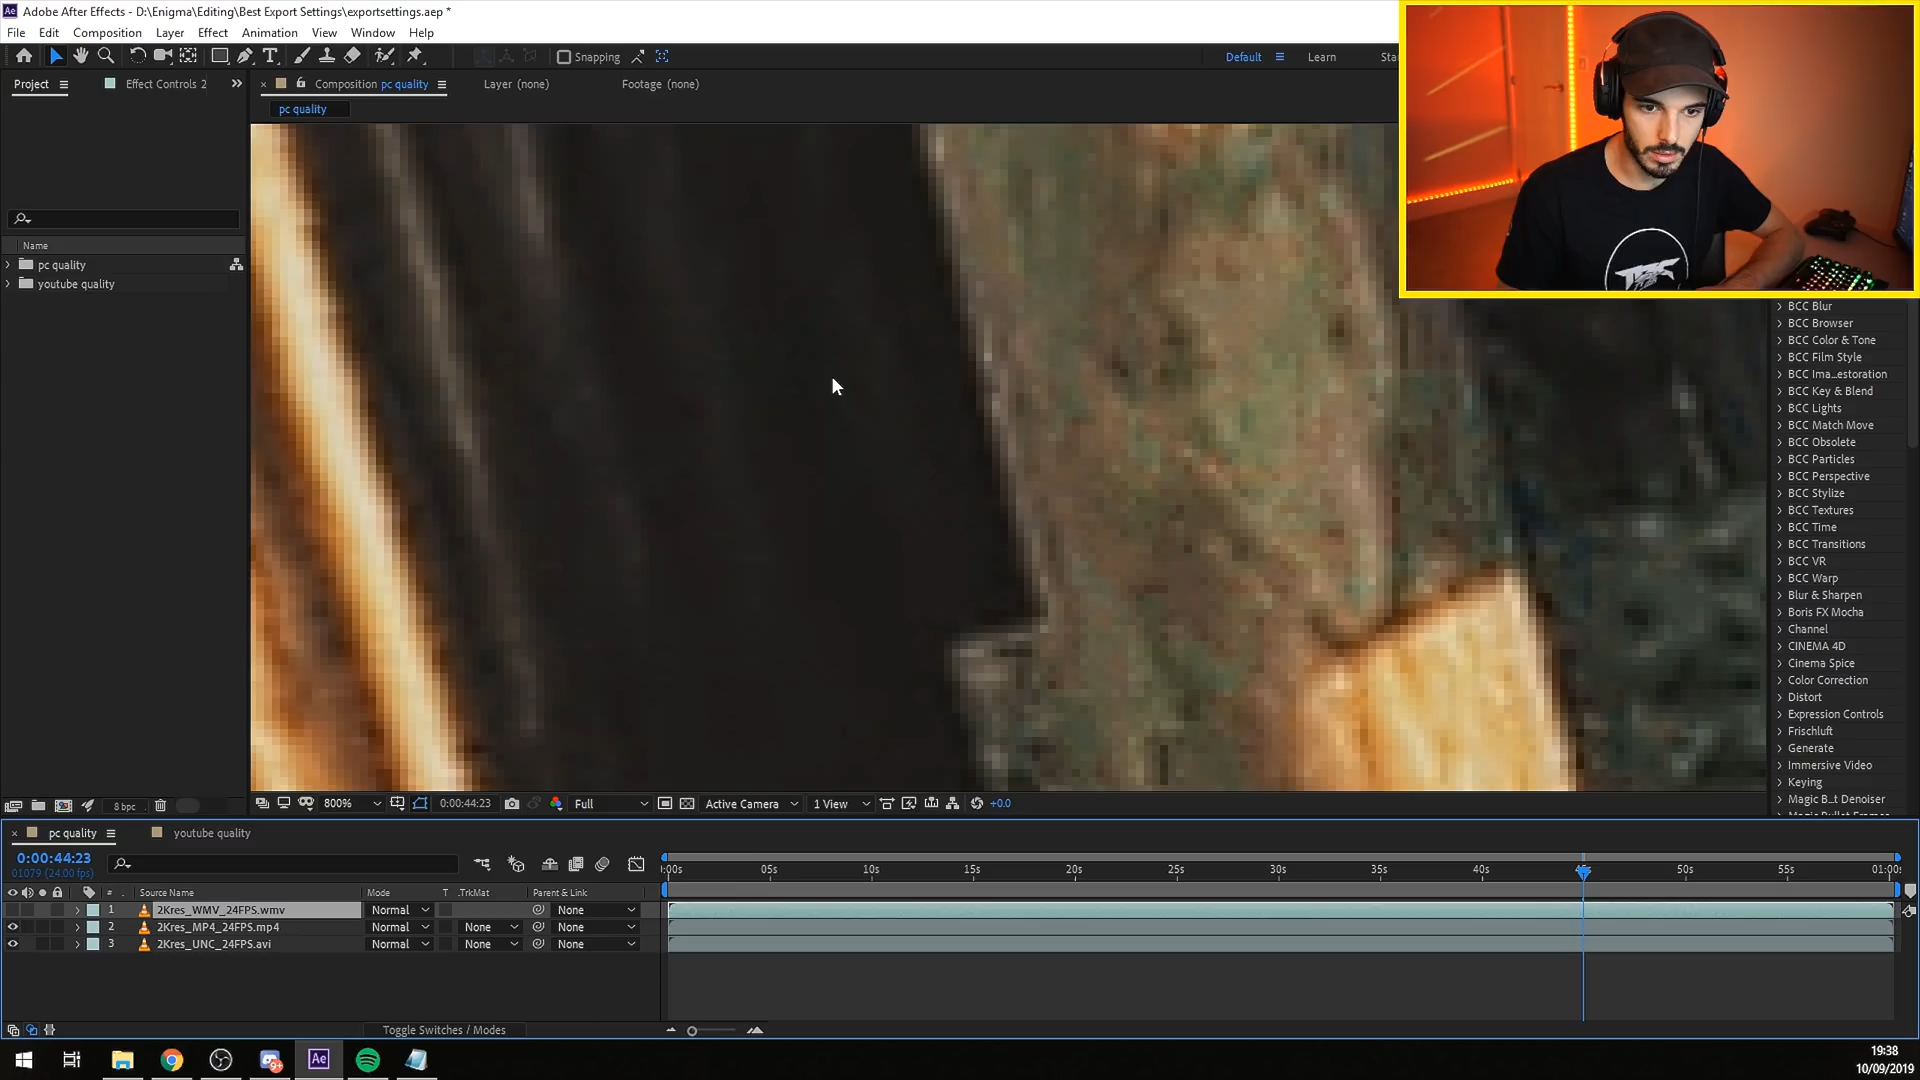 Adobe After Effects - D:\Enigma\Editing\Best Export Settings\exportsettings.aep *
File Edit Composition Layer Effect Animation View Window Help
Snapping
Default Learn Sta
Project Effect Controls 2
Composition pc quality Layer (none) Footage (none)
pc quality
Name
pc quality
youtube quality
BCC Blur
BCC Browser
BCC Color & Tone
BCC Film Style
BCC Ima...estoration
BCC Key & Blend
BCC Lights
BCC Match Move
BCC Obsolete
BCC Particles
BCC Perspective
BCC Stylize
BCC Textures
BCC Time
BCC Transitions
BCC VR
BCC Warp
Blur & Sharpen
Boris FX Mocha
Channel
CINEMA 4D
Cinema Spice
Color Correction
Distort
Expression Controls
Frischluft
Generate
Immersive Video
Keying
Magic B...t Denoiser
8 bpc
800% 0:00:44:23 Full Active Camera 1 View +0.0
pc quality youtube quality
0:00:44:23
01079 (24.00 fps)
:00s 05s 10s 15s 20s 25s 30s 35s 40s 50s 55s 01:00
# Source Name Mode T .TrkMat Parent & Link
1 2Kres_WMV_24FPS.wmv Normal None
2 2Kres_MP4_24FPS.mp4 Normal None None
3 2Kres_UNC_24FPS.avi Normal None None
Toggle Switches / Modes
Ae
19:38
10/09/2019